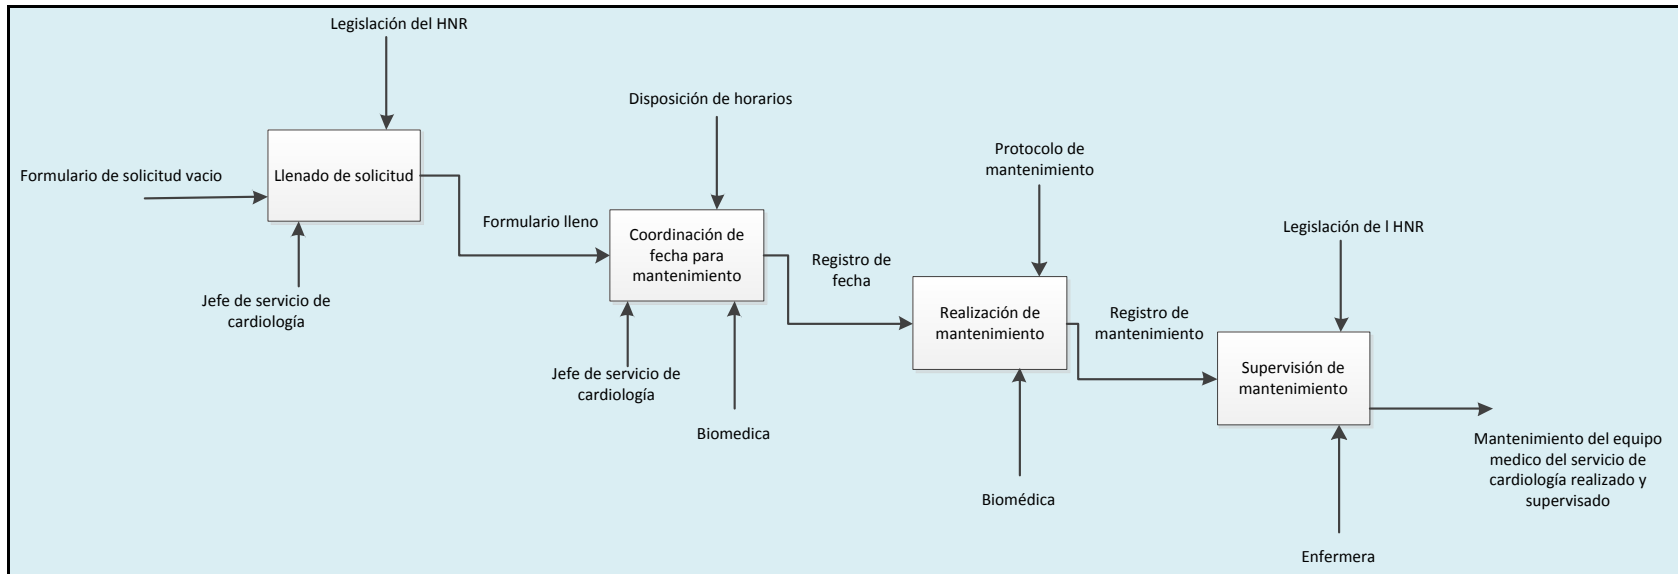 Legislación del HNR
Disposición de horarios
Protocolo de
mantenimiento
Formulario de solicitud vacio
Llenado de solicitud
Formulario lleno
Coordinación de
fecha para
mantenimiento
Legislación de l HNR
Registro de
fecha
Jefe de servicio de
cardiología
Realización de
mantenimiento
Registro de
mantenimiento
Jefe de servicio de
cardiología
Supervisión de
mantenimiento
Biomedica
Mantenimiento del equipo
medico del servicio de
cardiología realizado y
supervisado
Biomédica
Enfermera